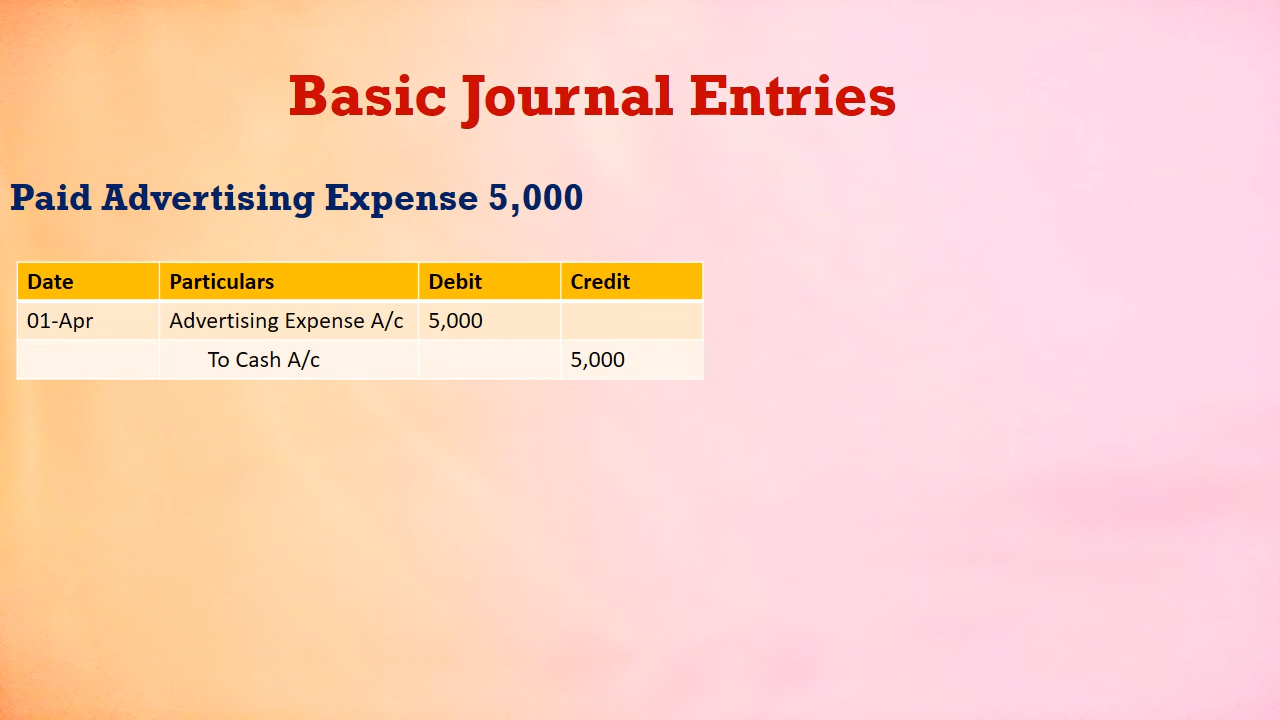 Basic Journal Entries
Paid Advertising Expense 5,000
Date Particulars Debit Credit
01-Apr Advertising Expense A/c 5,000
To Cash A/c 5,000